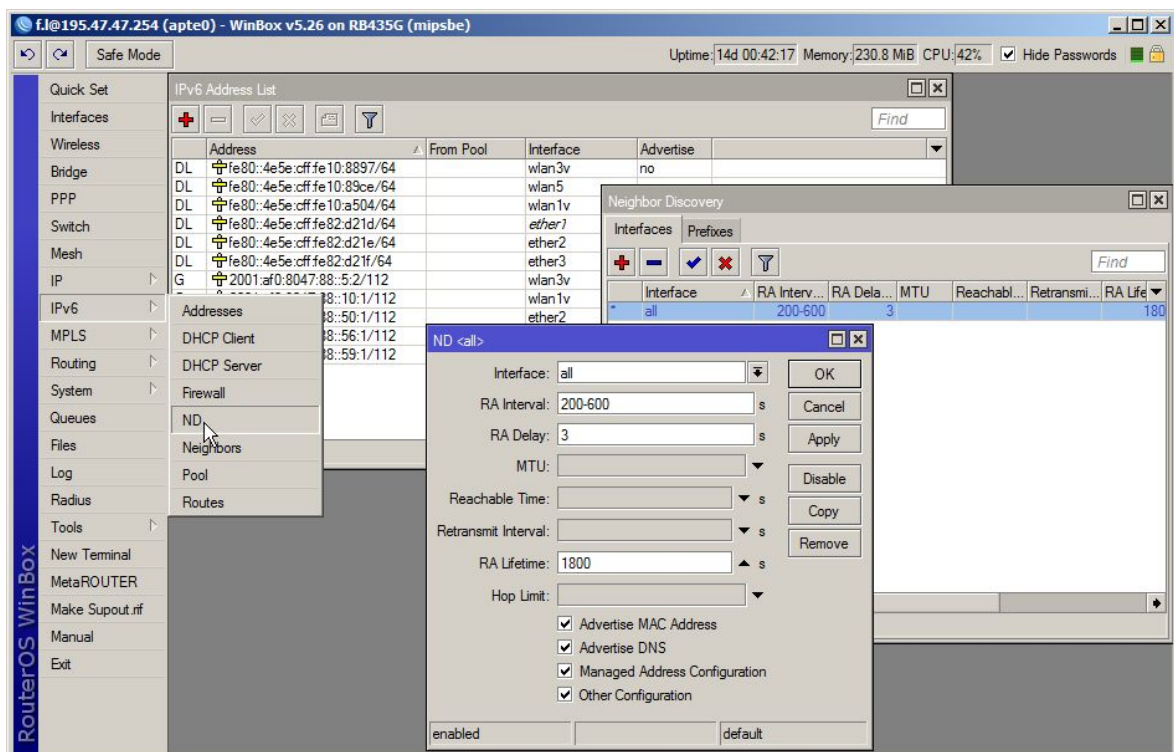 f.l@195.47.47.254 (apte0) - WinBox v5.26 on RB435G (mipsbe)
Safe Mode Uptime: 14d 00:42:17 Memory: 230.8 MiB CPU: 42% Hide Passwords
RouterOS WinBox
Quick Set
Interfaces
Wireless
Bridge
PPP
Switch
Mesh
IP
IPv6
MPLS
Routing
System
Queues
Files
Log
Radius
Tools
New Terminal
MetaROUTER
Make Supout.rif
Manual
Exit
Addresses
DHCP Client
DHCP Server
Firewall
ND
Neighbors
Pool
Routes
IPv6 Address List
Find
Address From Pool Interface Advertise
DL fe80::4e5e:cff:fe10:8897/64 wlan3v no
DL fe80::4e5e:cff:fe10:89ce/64 wlan5
DL fe80::4e5e:cff:fe10:a504/64 wlan1v
DL fe80::4e5e:cff:fe82:d21d/64 ether1
DL fe80::4e5e:cff:fe82:d21e/64 ether2
DL fe80::4e5e:cff:fe82:d21f/64 ether3
G 2001:af0:8047:88::5:2/112 wlan3v
88::10:1/112 wlan1v
8::50:1/112 ether2
8::56:1/112
8::59:1/112
Neighbor Discovery
Interfaces Prefixes
Find
Interface RA Interv... RA Dela... MTU Reachabl... Retransmi... RA Life
* all 200-600 3 180
ND <all>
Interface: all
RA Interval: 200-600 s
RA Delay: 3 s
MTU:
Reachable Time: s
Retransmit Interval: s
RA Lifetime: 1800 s
Hop Limit:
Advertise MAC Address
Advertise DNS
Managed Address Configuration
Other Configuration
OK
Cancel
Apply
Disable
Copy
Remove
enabled default